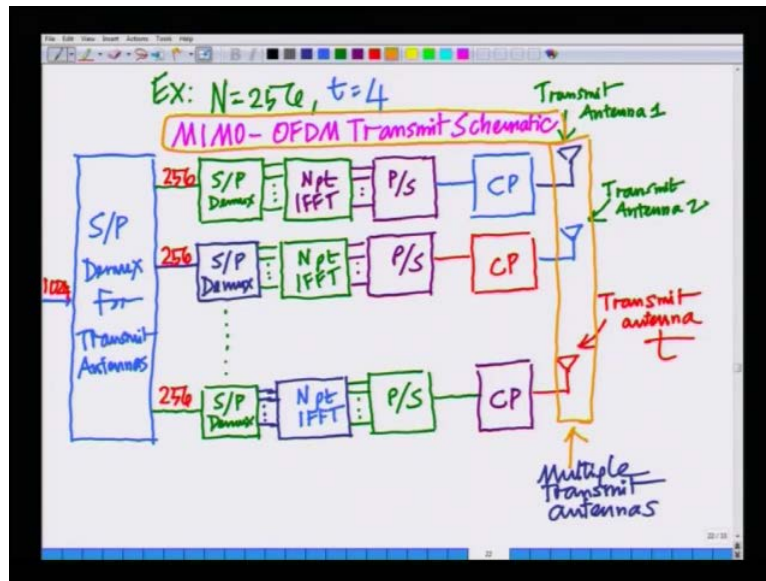 File Edit View Insert Actions Tools Help
Ex: N=256, t=4
MIMO-OFDM Transmit Schematic
Transmit
Antenna 1
Transmit
Antenna 2
Transmit
antenna
t
1024
S/P
Demux
For
Transmit
Antennas
256
S/P
Demux
N pt
IFFT
P/S
CP
256
S/P
Demux
N pt
IFFT
P/S
CP
256
S/P
Demux
N pt
IFFT
P/S
CP
Multiple
Transmit
antennas
22